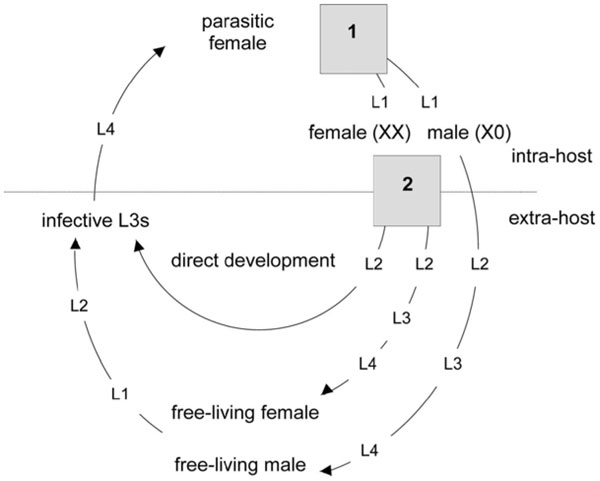 parasitic
female
1
L1 L1
female (XX) male (X0)
intra-host
L4
2
infective L3s
extra-host
direct development
L2 L2 L2
L2
L3
L4
L3
L1
free-living female
L4
free-living male